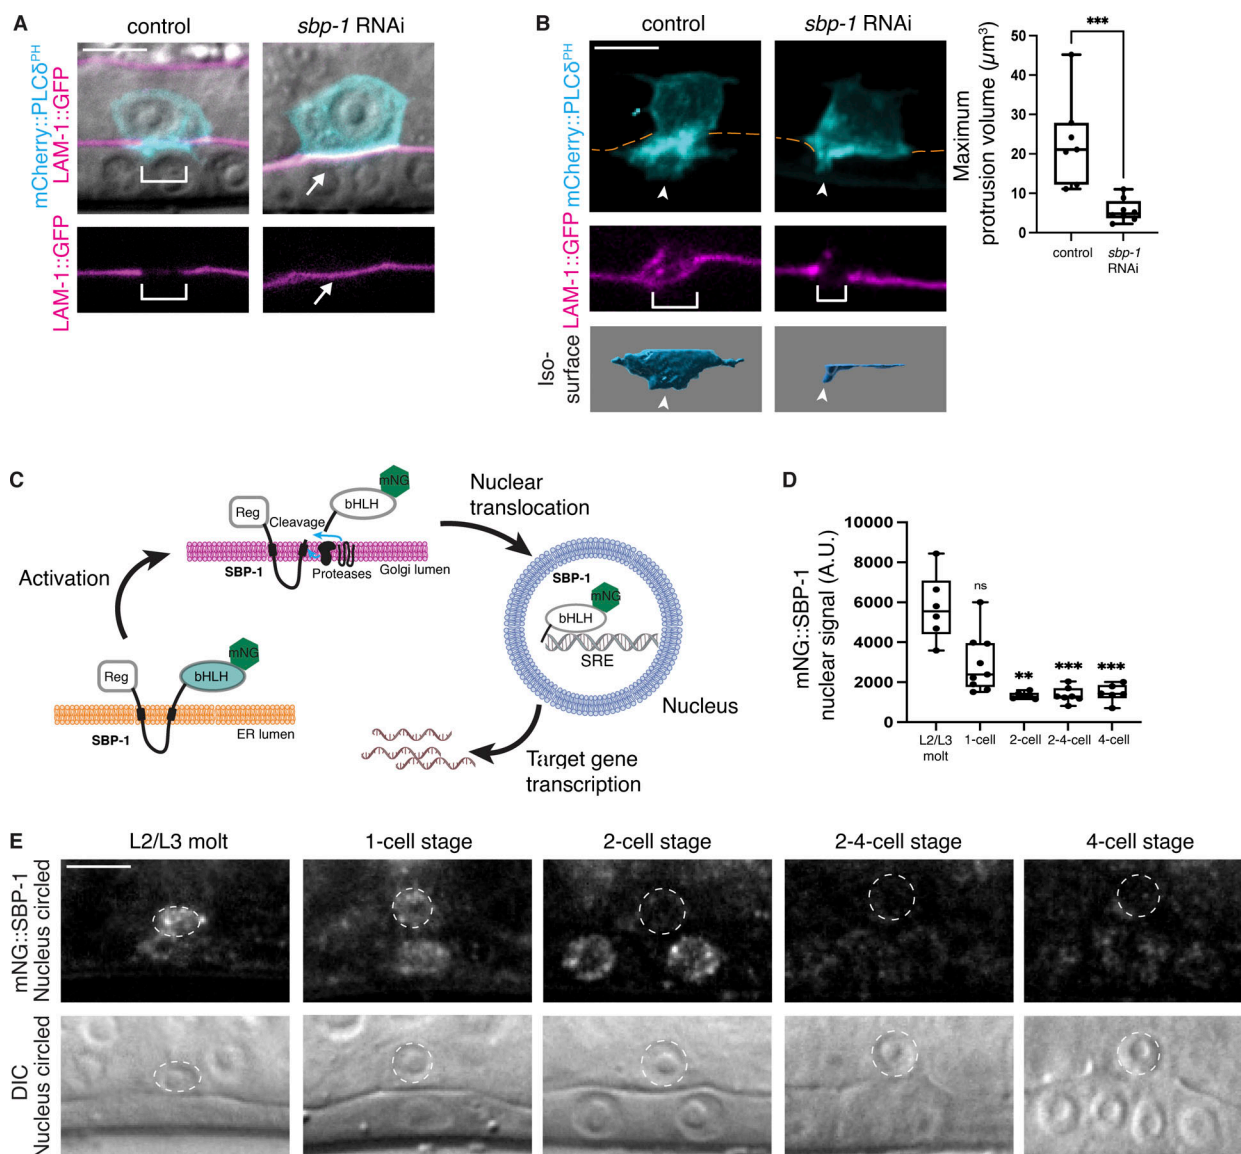 A
control
sbp-1 RNAi
mCherry::PLCδPH
LAM-1::GFP
LAM-1::GFP
B
control
sbp-1 RNAi
mCherry::PLCδPH
LAM-1::GFP
Iso-
surface
***
Maximum
protrusion volume (μm³)
50
40
30
20
10
0
control
sbp-1
RNAi
C
Activation
Reg
bHLH
mNG
SBP-1
ER lumen
Reg
Cleavage
bHLH
mNG
SBP-1
Proteases
Golgi lumen
Nuclear
translocation
SBP-1
mNG
bHLH
SRE
Nucleus
Target gene
transcription
D
mNG::SBP-1
nuclear signal (A.U.)
10000
8000
6000
4000
2000
0
ns
**
***
***
L2/L3
molt
1-cell
2-cell
2-4-cell
4-cell
E
L2/L3 molt
1-cell stage
2-cell stage
2-4-cell stage
4-cell stage
mNG::SBP-1
Nucleus circled
DIC
Nucleus circled